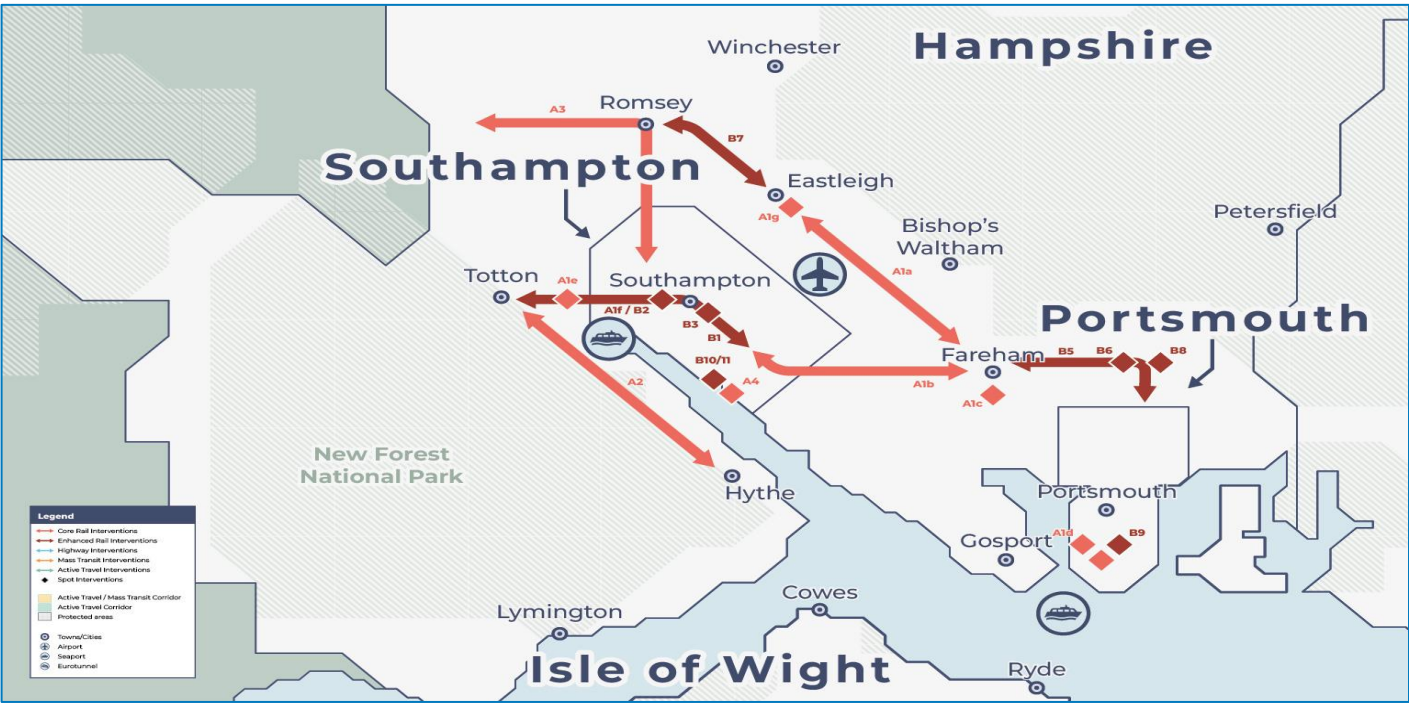 Hampshire
Winchester
Romsey
A3
B7
Southampton
Eastleigh
A1g
Petersfield
Bishop's
Waltham
A1a
Totton
A1e
Southampton
A1f / B2
B3
B1
Portsmouth
Fareham
B5
B6
B8
B10/11
A4
A2
A1b
A1c
New Forest
National Park
Hythe
Portsmouth
A1d
B9
Gosport
Cowes
Lymington
Isle of Wight
Ryde
Legend
Core Rail Interventions
Enhanced Rail Interventions
Highway Interventions
Mass Transit Interventions
Active Travel Interventions
Spot Interventions
Active Travel / Mass Transit Corridor
Active Travel Corridor
Protected areas
Towns/Cities
Airport
Seaport
Eurotunnel